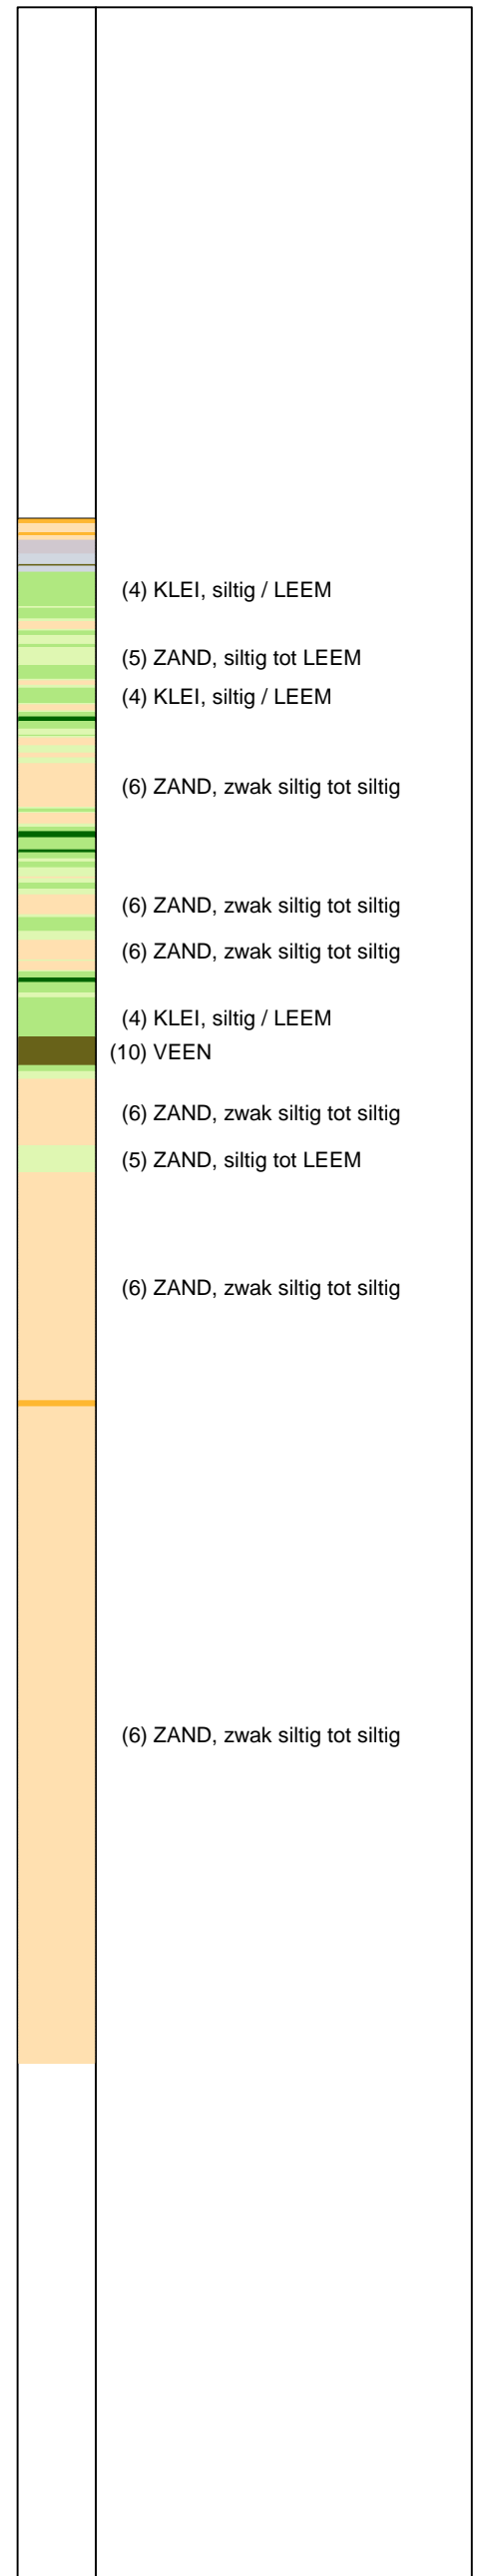 (4) KLEI, siltig / LEEM
(5) ZAND, siltig tot LEEM
(4) KLEI, siltig / LEEM
(6) ZAND, zwak siltig tot siltig
(6) ZAND, zwak siltig tot siltig
(6) ZAND, zwak siltig tot siltig
(4) KLEI, siltig / LEEM
(10) VEEN
(6) ZAND, zwak siltig tot siltig
(5) ZAND, siltig tot LEEM
(6) ZAND, zwak siltig tot siltig
(6) ZAND, zwak siltig tot siltig